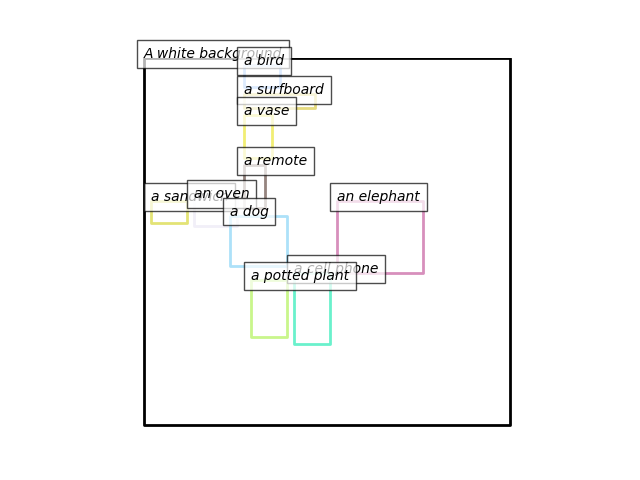 A white background
a bird
a surfboard
a vase
a remote
a sandwich
an oven
an elephant
a dog
a cell phone
a potted plant